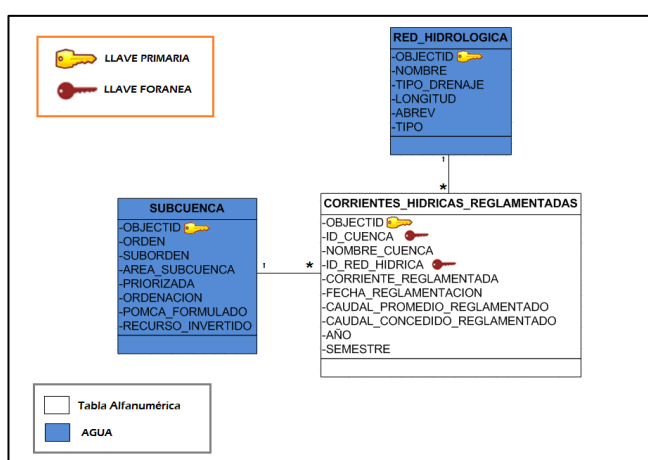 LLAVE PRIMARIA
LLAVE FORANEA
RED_HIDROLOGICA
-OBJECTID
-NOMBRE
-TIPO_DRENAJE
-LONGITUD
-ABREV
-TIPO
1
*
SUBCUENCA
-OBJECTID
-ORDEN
-SUBORDEN
-AREA_SUBCUENCA
-PRIORIZADA
-ORDENACION
-POMCA_FORMULADO
-RECURSO_INVERTIDO
1
*
CORRIENTES_HIDRICAS_REGLAMENTADAS
-OBJECTID
-ID_CUENCA
-NOMBRE_CUENCA
-ID_RED_HIDRICA
-CORRIENTE_REGLAMENTADA
-FECHA_REGLAMENTACION
-CAUDAL_PROMEDIO_REGLAMENTADO
-CAUDAL_CONCEDIDO_REGLAMENTADO
-AÑO
-SEMESTRE
Tabla Alfanumérica
AGUA